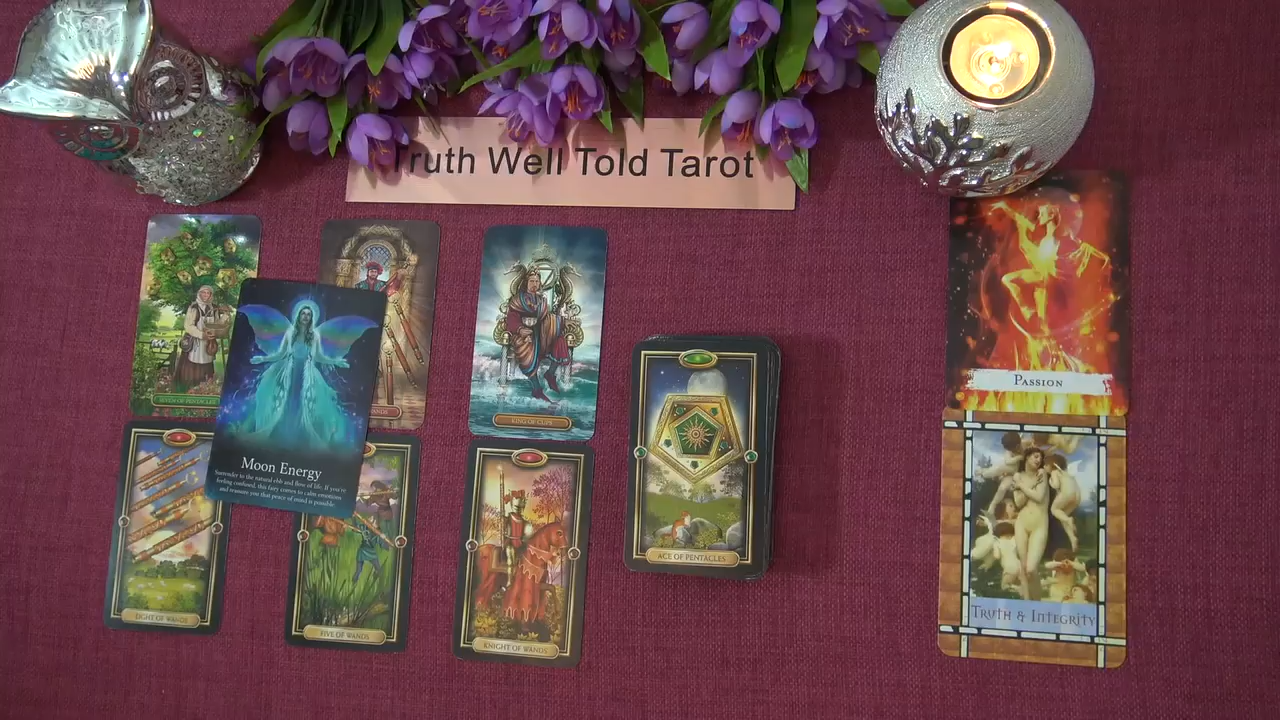 Truth Well Told Tarot
SEVEN OF PENTACLES
WANDS
KING OF CUPS
PASSION
Moon Energy
Surrender to the natural ebb and flow of life. If you're
feeling confused, this fairy comes to calm emotions
and reassure you that peace of mind is possible.
ACE OF PENTACLES
EIGHT OF WANDS
FIVE OF WANDS
KNIGHT OF WANDS
TRUTH & INTEGRITY